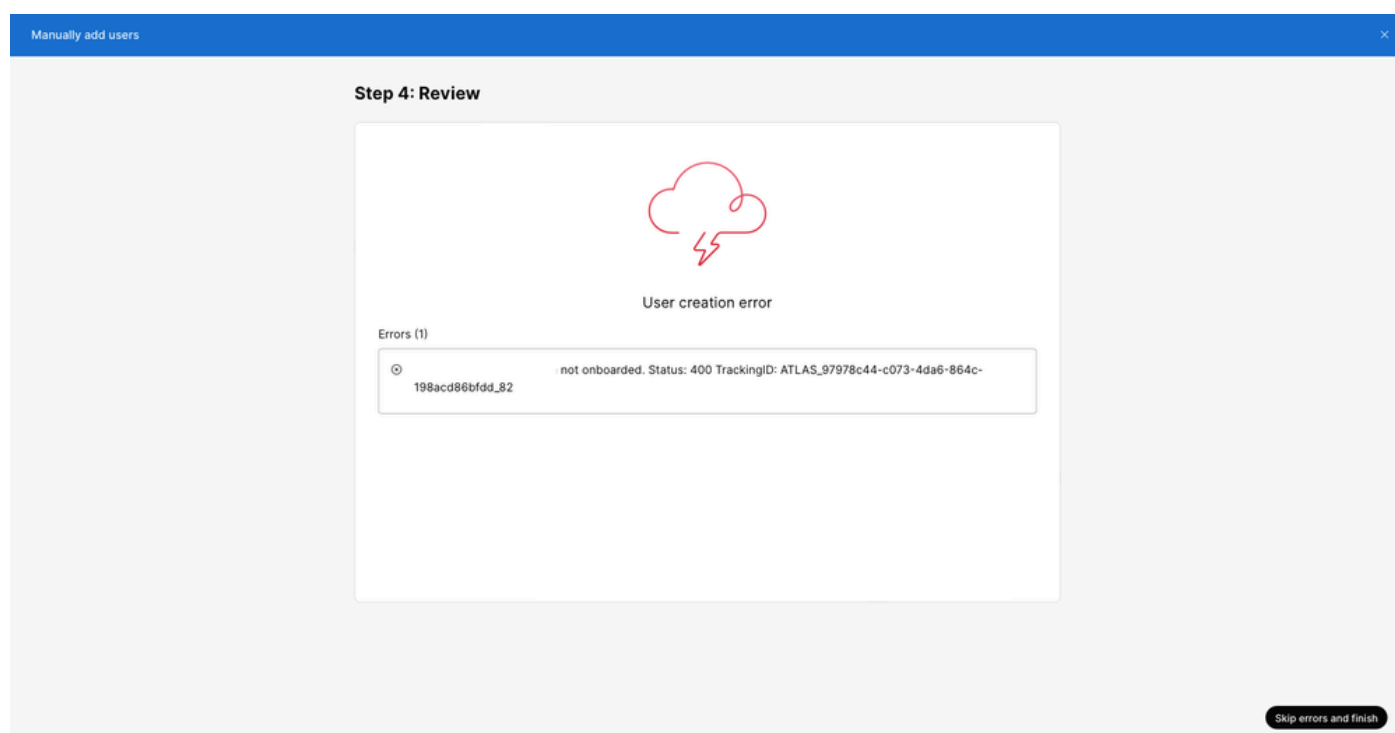 Manually add users
Step 4: Review
User creation error
Errors (1)
not onboarded. Status: 400 TrackingID: ATLAS_97978c44-c073-4da6-864c-
198acd86bfdd_82
Skip errors and finish